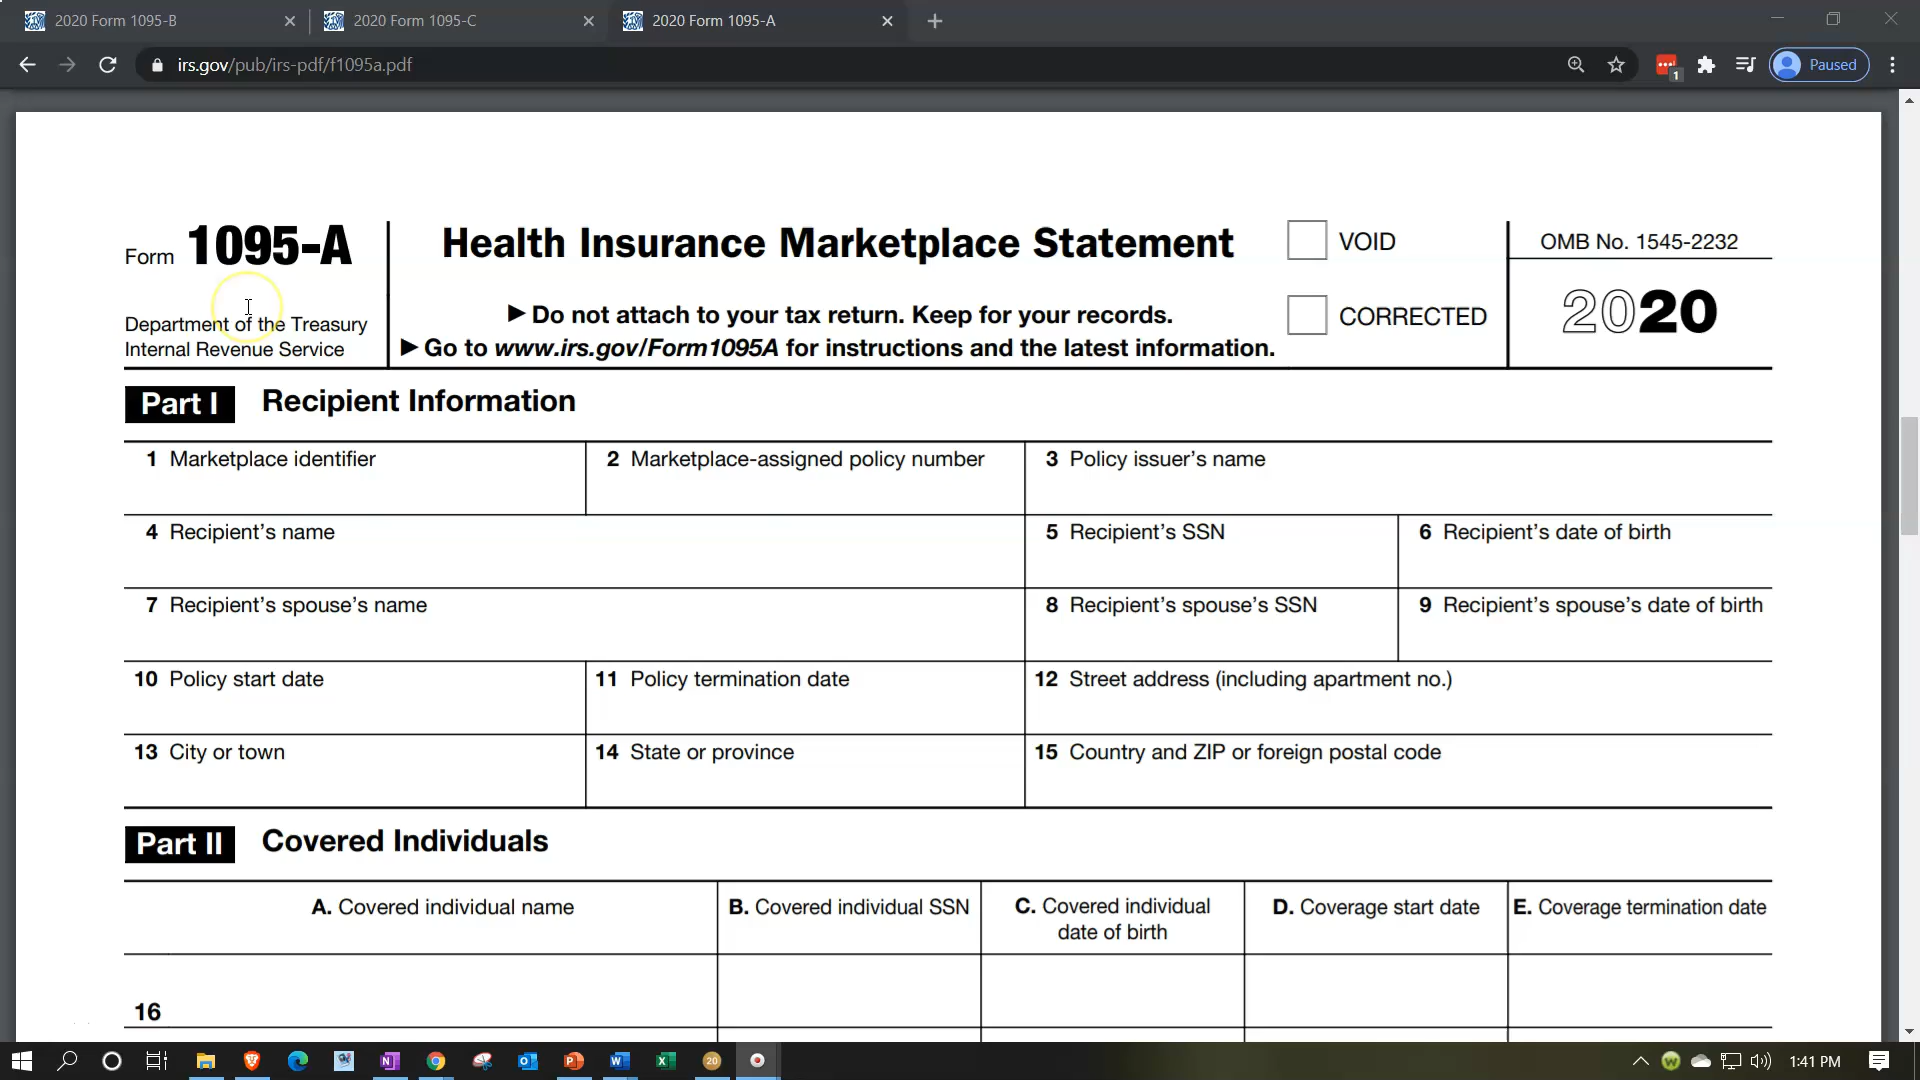 2020 Form 1095-B
2020 Form 1095-C
2020 Form 1095-A
irs.gov/pub/irs-pdf/f1095a.pdf
1
Paused
Form 1095-A
Department of the Treasury
Internal Revenue Service
Health Insurance Marketplace Statement
▶ Do not attach to your tax return. Keep for your records.
▶ Go to www.irs.gov/Form1095A for instructions and the latest information.
VOID
CORRECTED
OMB No. 1545-2232
2020
Part I Recipient Information
1 Marketplace identifier
2 Marketplace-assigned policy number
3 Policy issuer’s name
4 Recipient’s name
5 Recipient’s SSN
6 Recipient’s date of birth
7 Recipient’s spouse’s name
8 Recipient’s spouse’s SSN
9 Recipient’s spouse’s date of birth
10 Policy start date
11 Policy termination date
12 Street address (including apartment no.)
13 City or town
14 State or province
15 Country and ZIP or foreign postal code
Part II Covered Individuals
A. Covered individual name
B. Covered individual SSN
C. Covered individual
date of birth
D. Coverage start date
E. Coverage termination date
16
20
1:41 PM